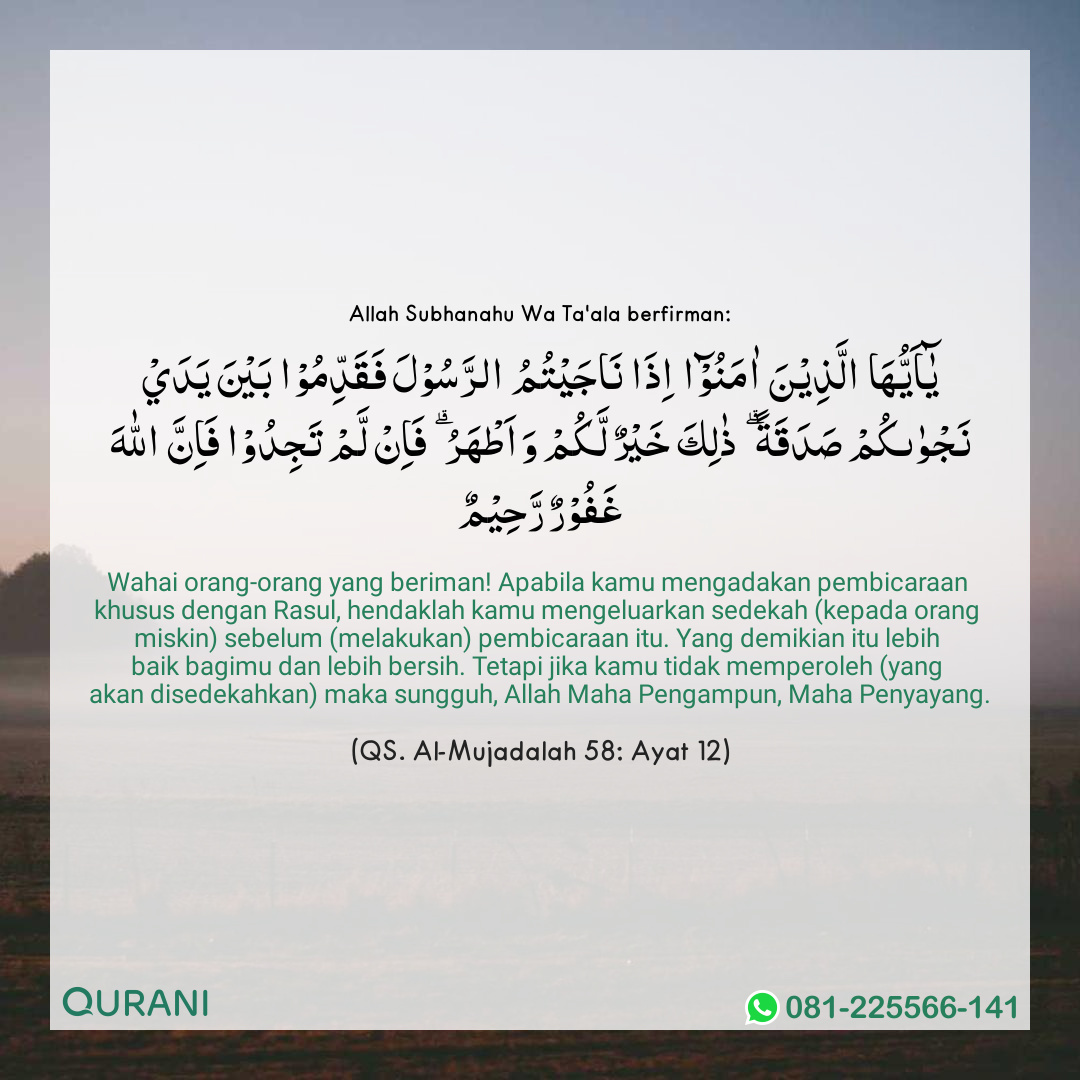 Allah Subhanahu Wa Ta'ala berfirman:
يٰۤاَيُّهَا الَّذِيْنَ اٰمَنُوْۤا اِذَا نَاجَيْتُمُ الرَّسُوْلَ فَقَدِّمُوْا بَيْنَ يَدَيْ
نَجْوٰٮكُمْ صَدَقَةً ۗ ذٰلِكَ خَيْرٌ لَّكُمْ وَاَطْهَرُ ۗ فَاِنْ لَّمْ تَجِدُوْا فَاِنَّ اللّٰهَ
غَفُوْرٌ رَّحِيْمٌ
Wahai orang-orang yang beriman! Apabila kamu mengadakan pembicaraan
khusus dengan Rasul, hendaklah kamu mengeluarkan sedekah (kepada orang
miskin) sebelum (melakukan) pembicaraan itu. Yang demikian itu lebih
baik bagimu dan lebih bersih. Tetapi jika kamu tidak memperoleh (yang
akan disedekahkan) maka sungguh, Allah Maha Pengampun, Maha Penyayang.
(QS. Al-Mujadalah 58: Ayat 12)
QURANI
081-225566-141